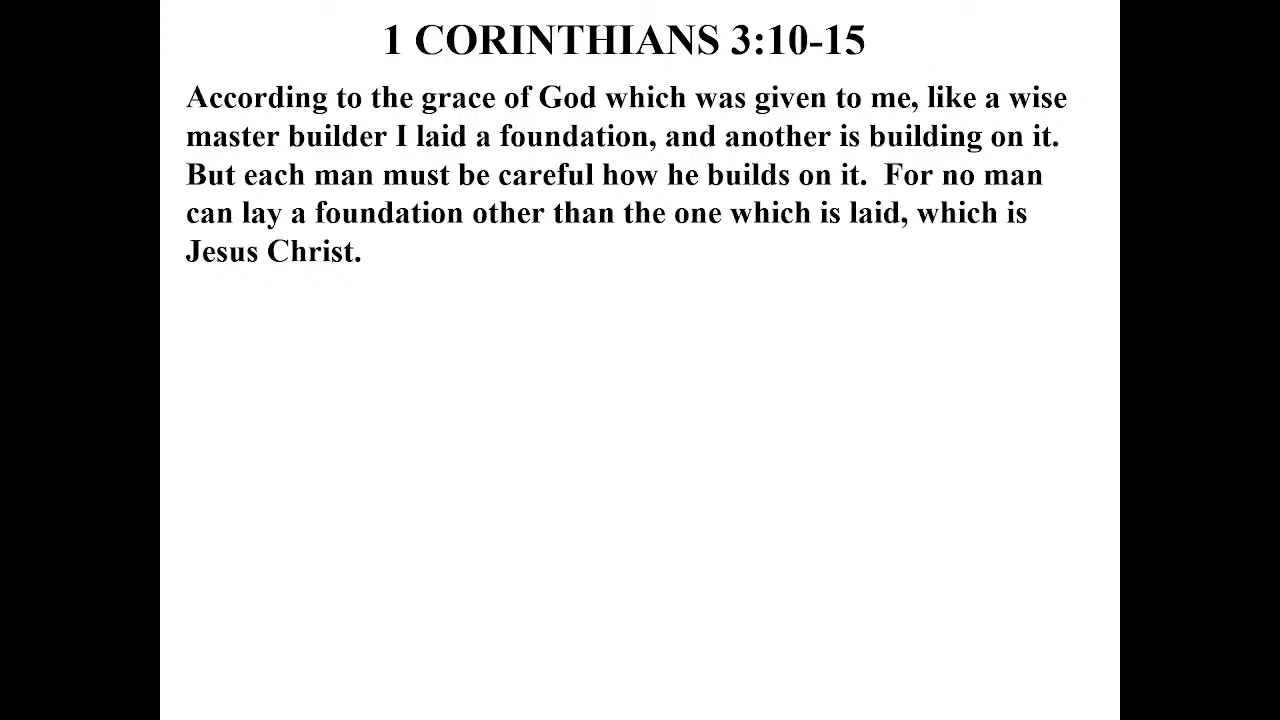 1 CORINTHIANS 3:10-15
According to the grace of God which was given to me, like a wise
master builder I laid a foundation, and another is building on it.
But each man must be careful how he builds on it.  For no man
can lay a foundation other than the one which is laid, which is
Jesus Christ.